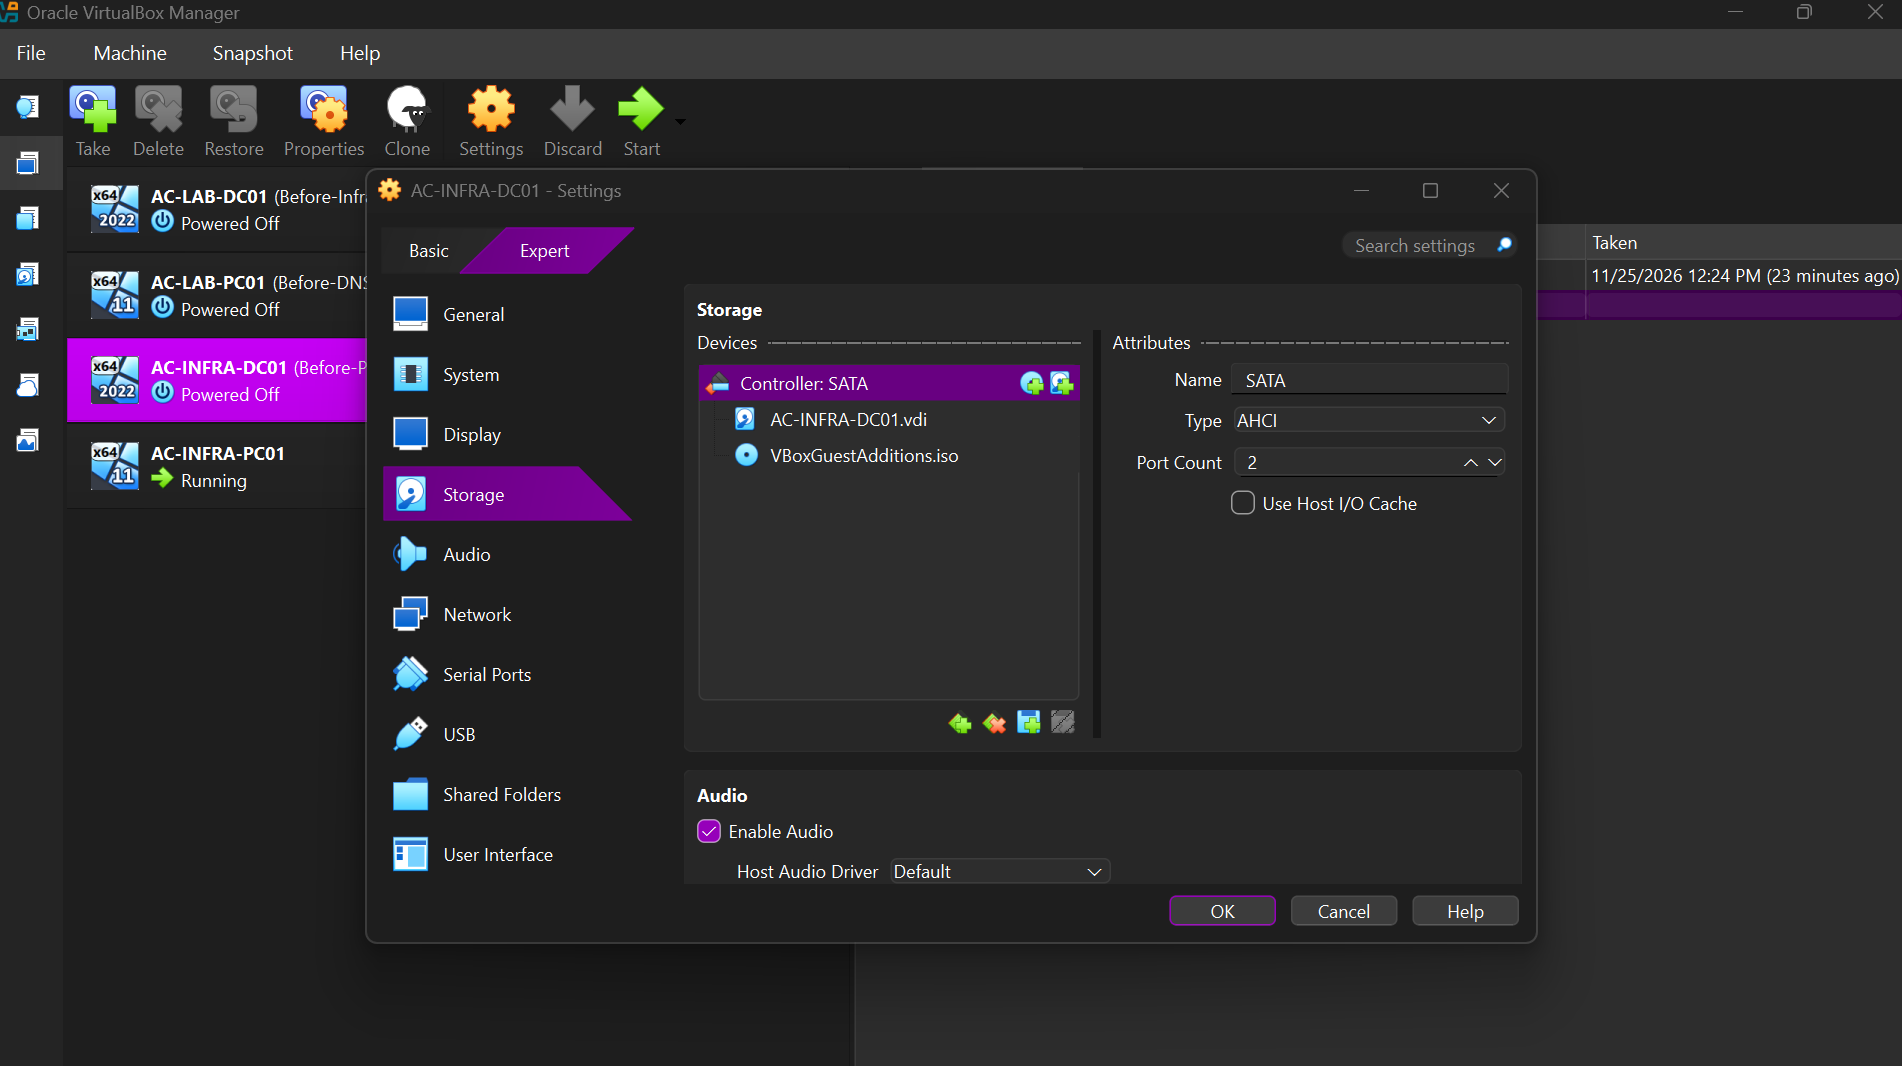 Oracle VirtualBox Manager
File Machine Snapshot Help
Take Delete Restore Properties Clone Settings Discard Start
x64 2022 AC-LAB-DC01 (Before-Infr
Powered Off
x64 11 AC-LAB-PC01 (Before-DNS
Powered Off
x64 2022 AC-INFRA-DC01 (Before-P
Powered Off
x64 11 AC-INFRA-PC01
Running
AC-INFRA-DC01 - Settings
Basic Expert
Search settings
General
System
Display
Storage
Audio
Network
Serial Ports
USB
Shared Folders
User Interface
Storage
Devices
Controller: SATA
AC-INFRA-DC01.vdi
VBoxGuestAdditions.iso
Attributes
Name SATA
Type AHCI
Port Count 2
Use Host I/O Cache
Audio
Enable Audio
Host Audio Driver Default
OK Cancel Help
Taken
11/25/2026 12:24 PM (23 minutes ago)